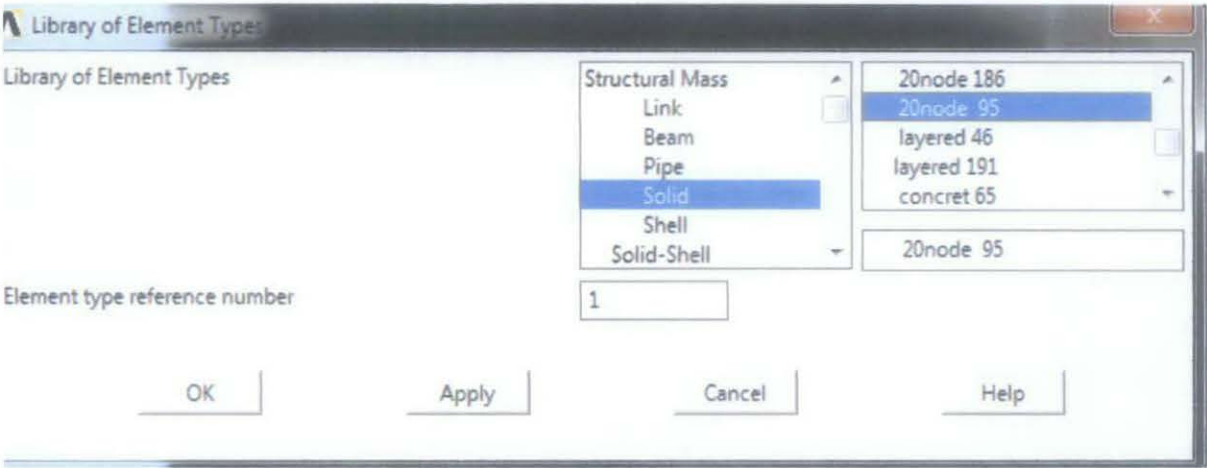 Library of Element Types
Library of Element Types
Structural Mass
Link
Beam
Pipe
Solid
Shell
Solid-Shell
20node 186
20node 95
layered 46
layered 191
concret 65
20node 95
Element type reference number
1
OK
Apply
Cancel
Help